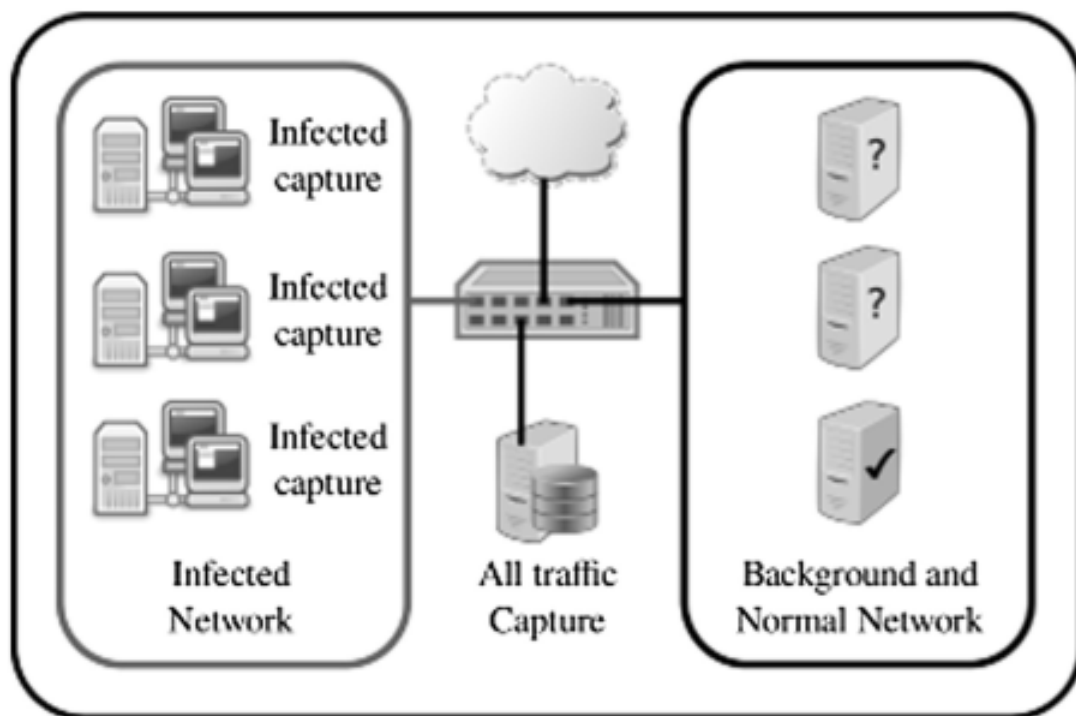 Infected
capture
Infected
capture
Infected
capture
Infected
Network
All traffic
Capture
?
?
Background and
Normal Network